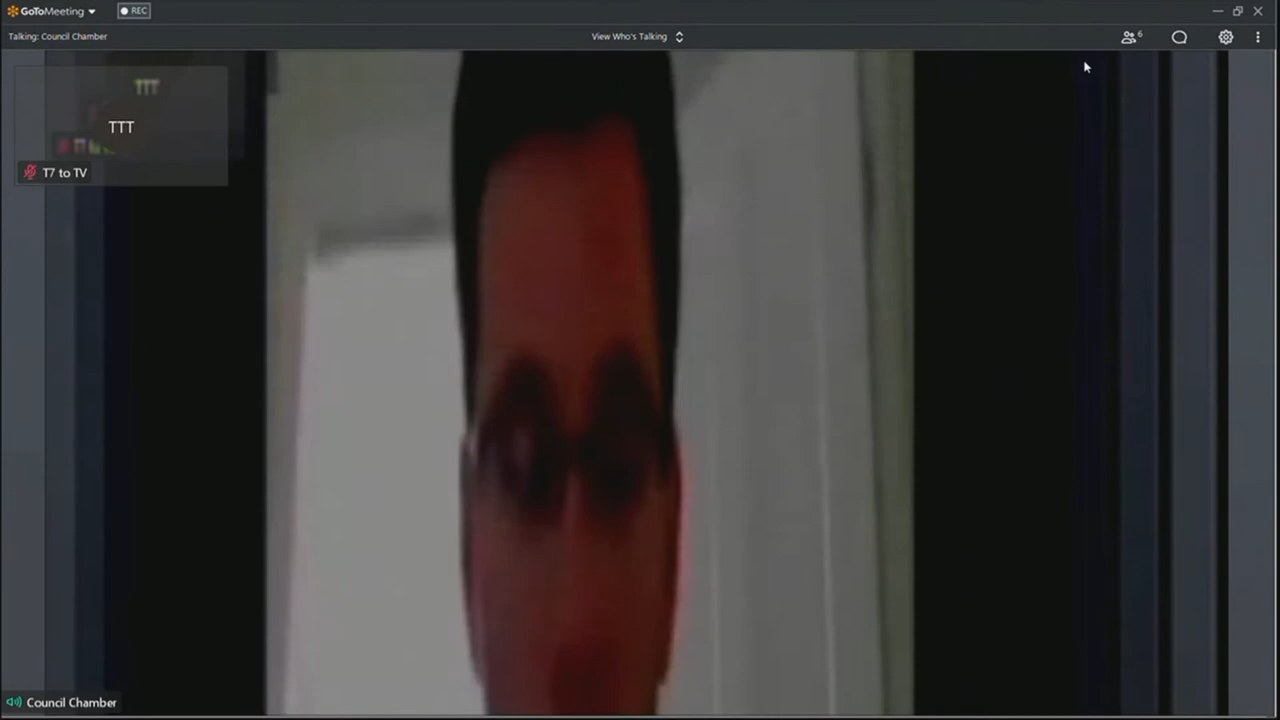 GoToMeeting
REC
Talking: Council Chamber
View Who's Talking
6
TTT
TTT
T7 to TV
Council Chamber